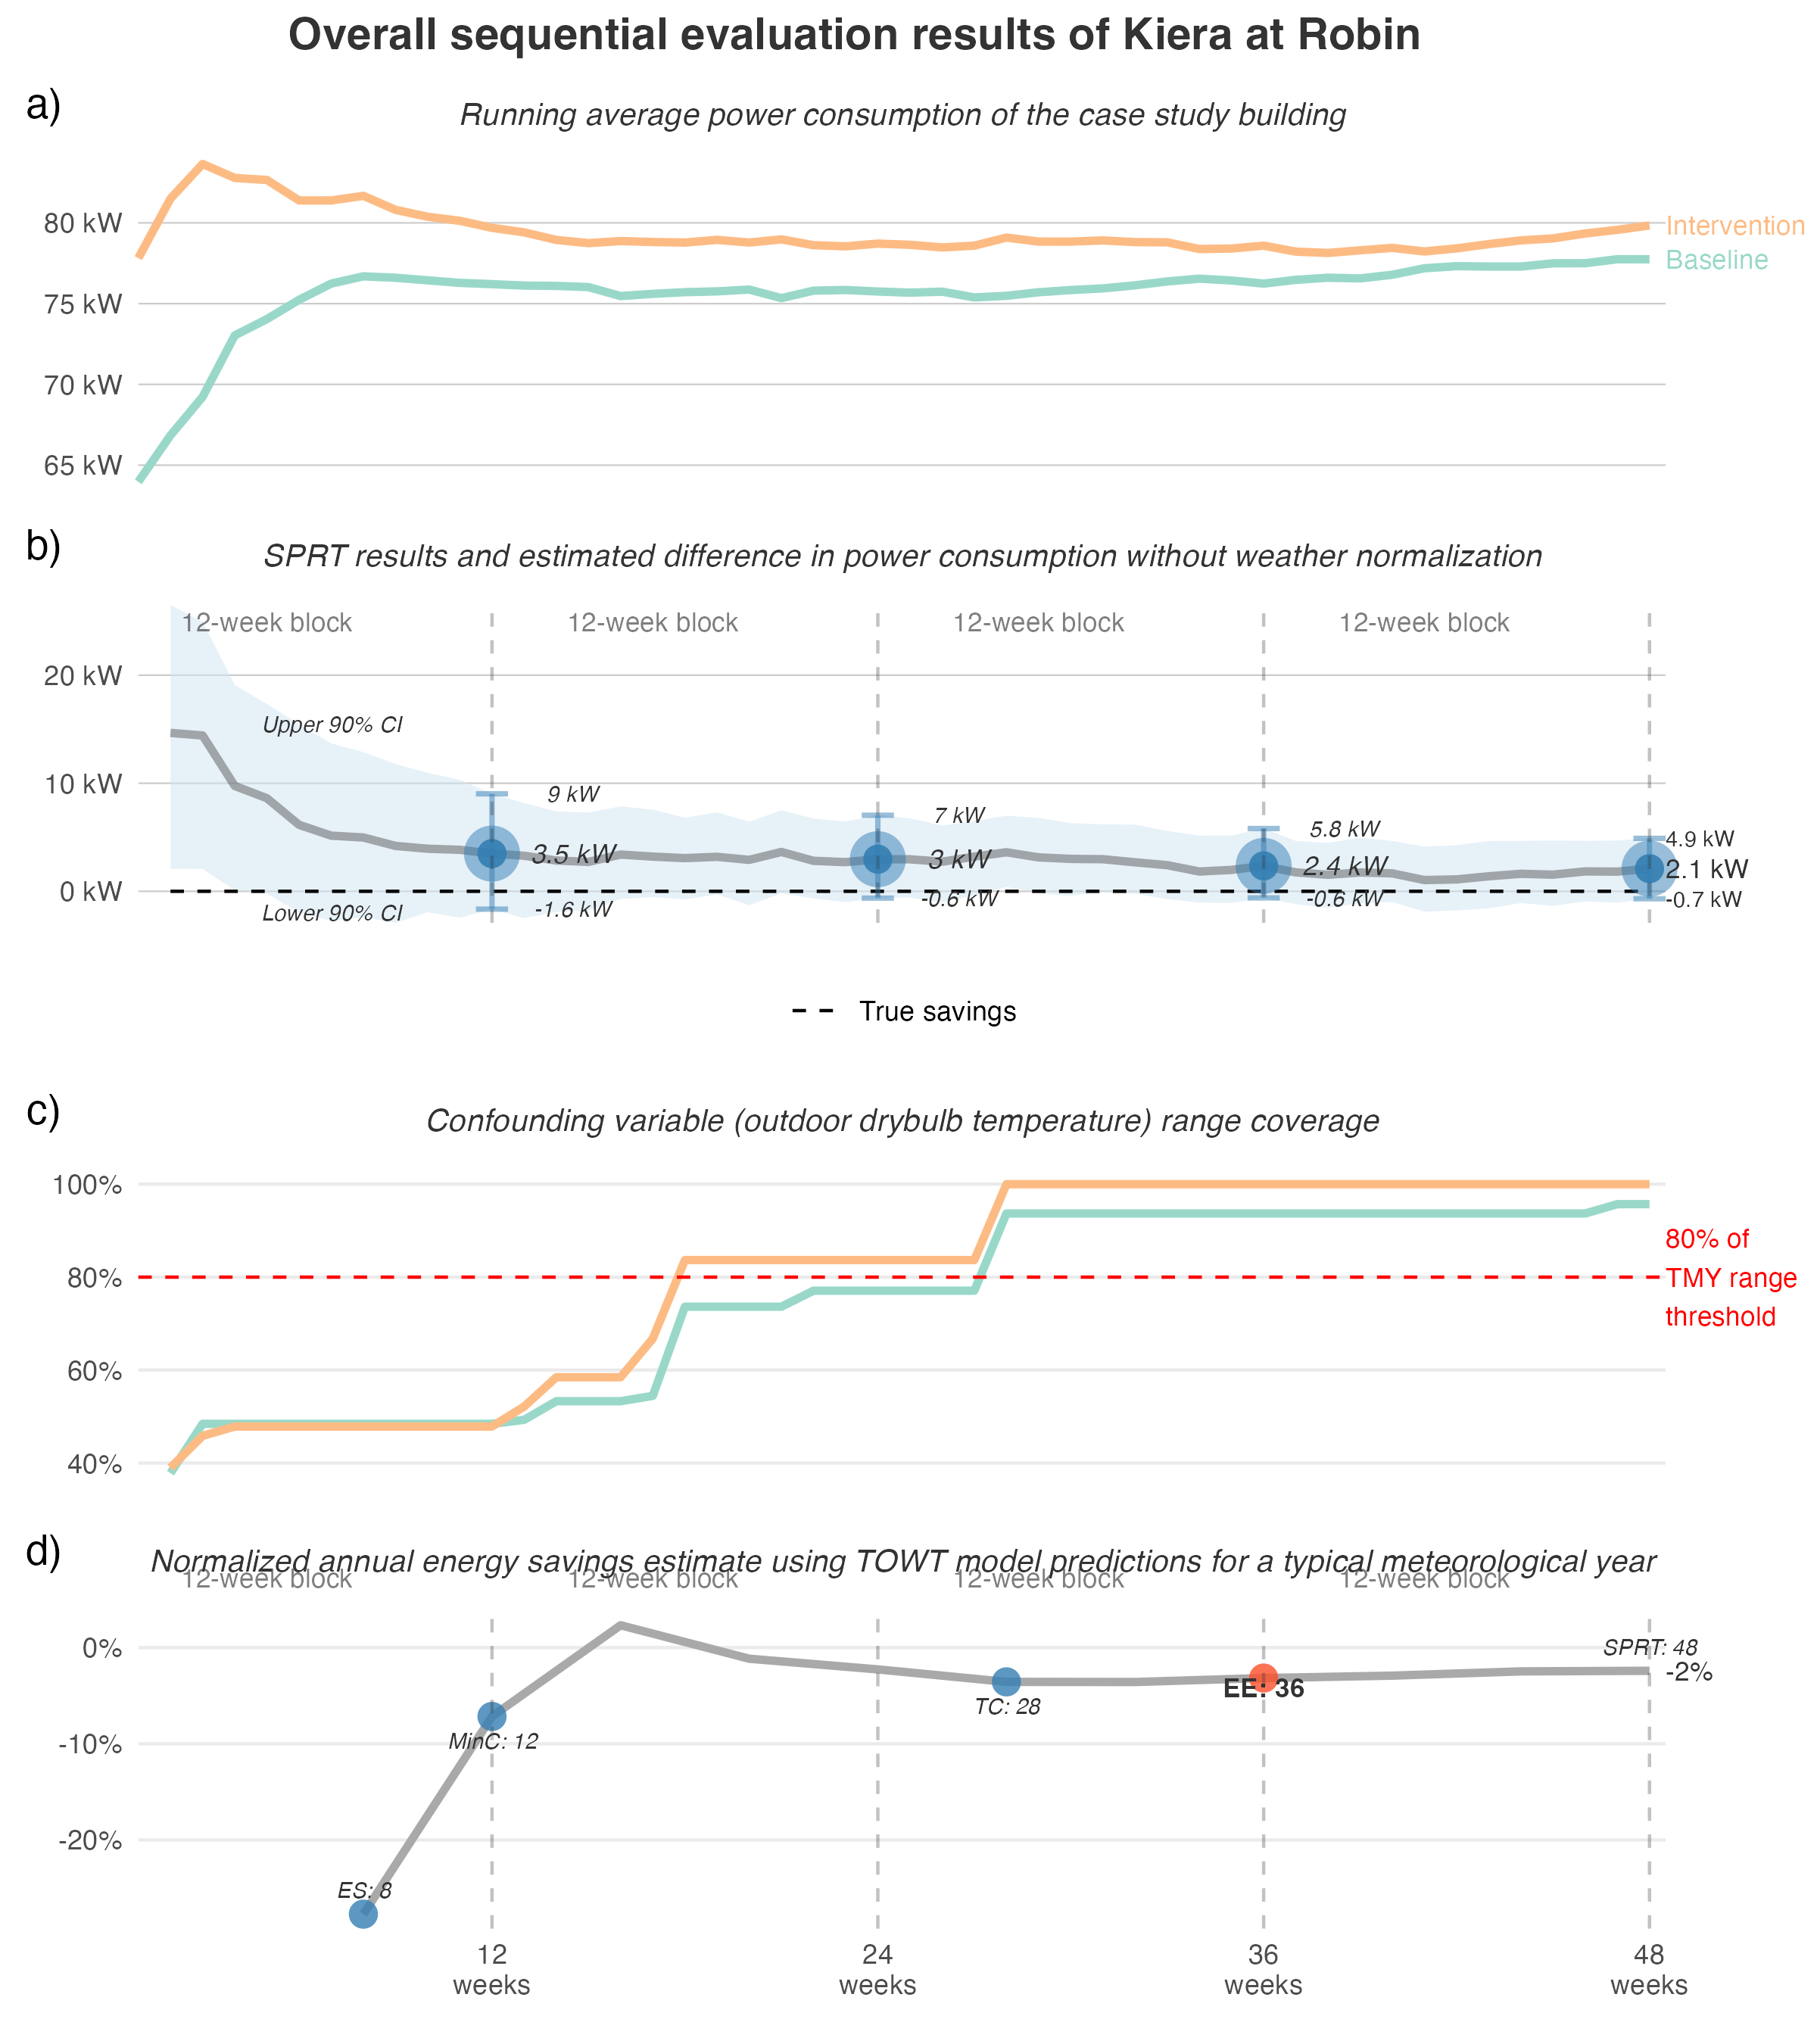 Overall sequential evaluation results of Kiera at Robin
a)
Running average power consumption of the case study building
80 kW
75 kW
70 kW
65 kW
Intervention
Baseline
b)
SPRT results and estimated difference in power consumption without weather normalization
12-week block
12-week block
12-week block
12-week block
20 kW
10 kW
0 kW
Upper 90% CI
Lower 90% CI
9 kW
3.5 kW
-1.6 kW
7 kW
3 kW
-0.6 kW
5.8 kW
2.4 kW
-0.6 kW
4.9 kW
2.1 kW
-0.7 kW
True savings
c)
Confounding variable (outdoor drybulb temperature) range coverage
100%
80%
60%
40%
80% of
TMY range
threshold
d)
Normalized annual energy savings estimate using TOWT model predictions for a typical meteorological year
12-week block
12-week block
12-week block
12-week block
0%
-10%
-20%
ES: 8
MinC: 12
TC: 28
EE: 36
SPRT: 48
-2%
12
weeks
24
weeks
36
weeks
48
weeks